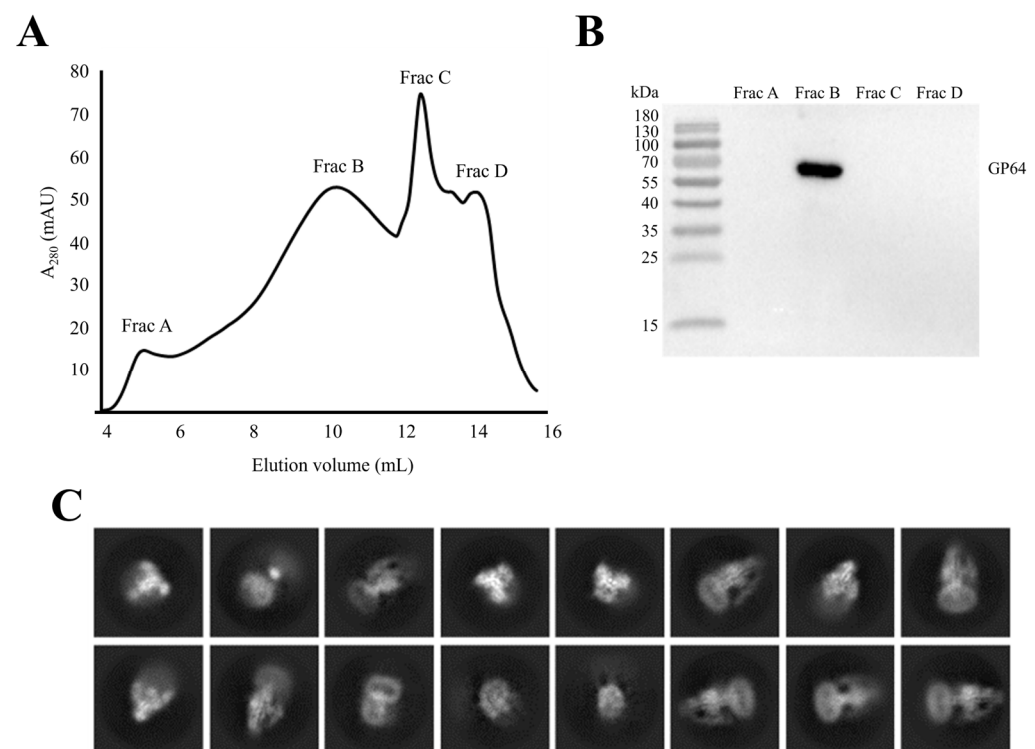 A
80
70
60
50
40
30
20
10
A280 (mAU)
Frac A
Frac B
Frac C
Frac D
4 6 8 10 12 14 16
Elution volume (mL)
B
kDa
Frac A Frac B Frac C Frac D
180
130
100
70
55
40
35
25
15
GP64
C